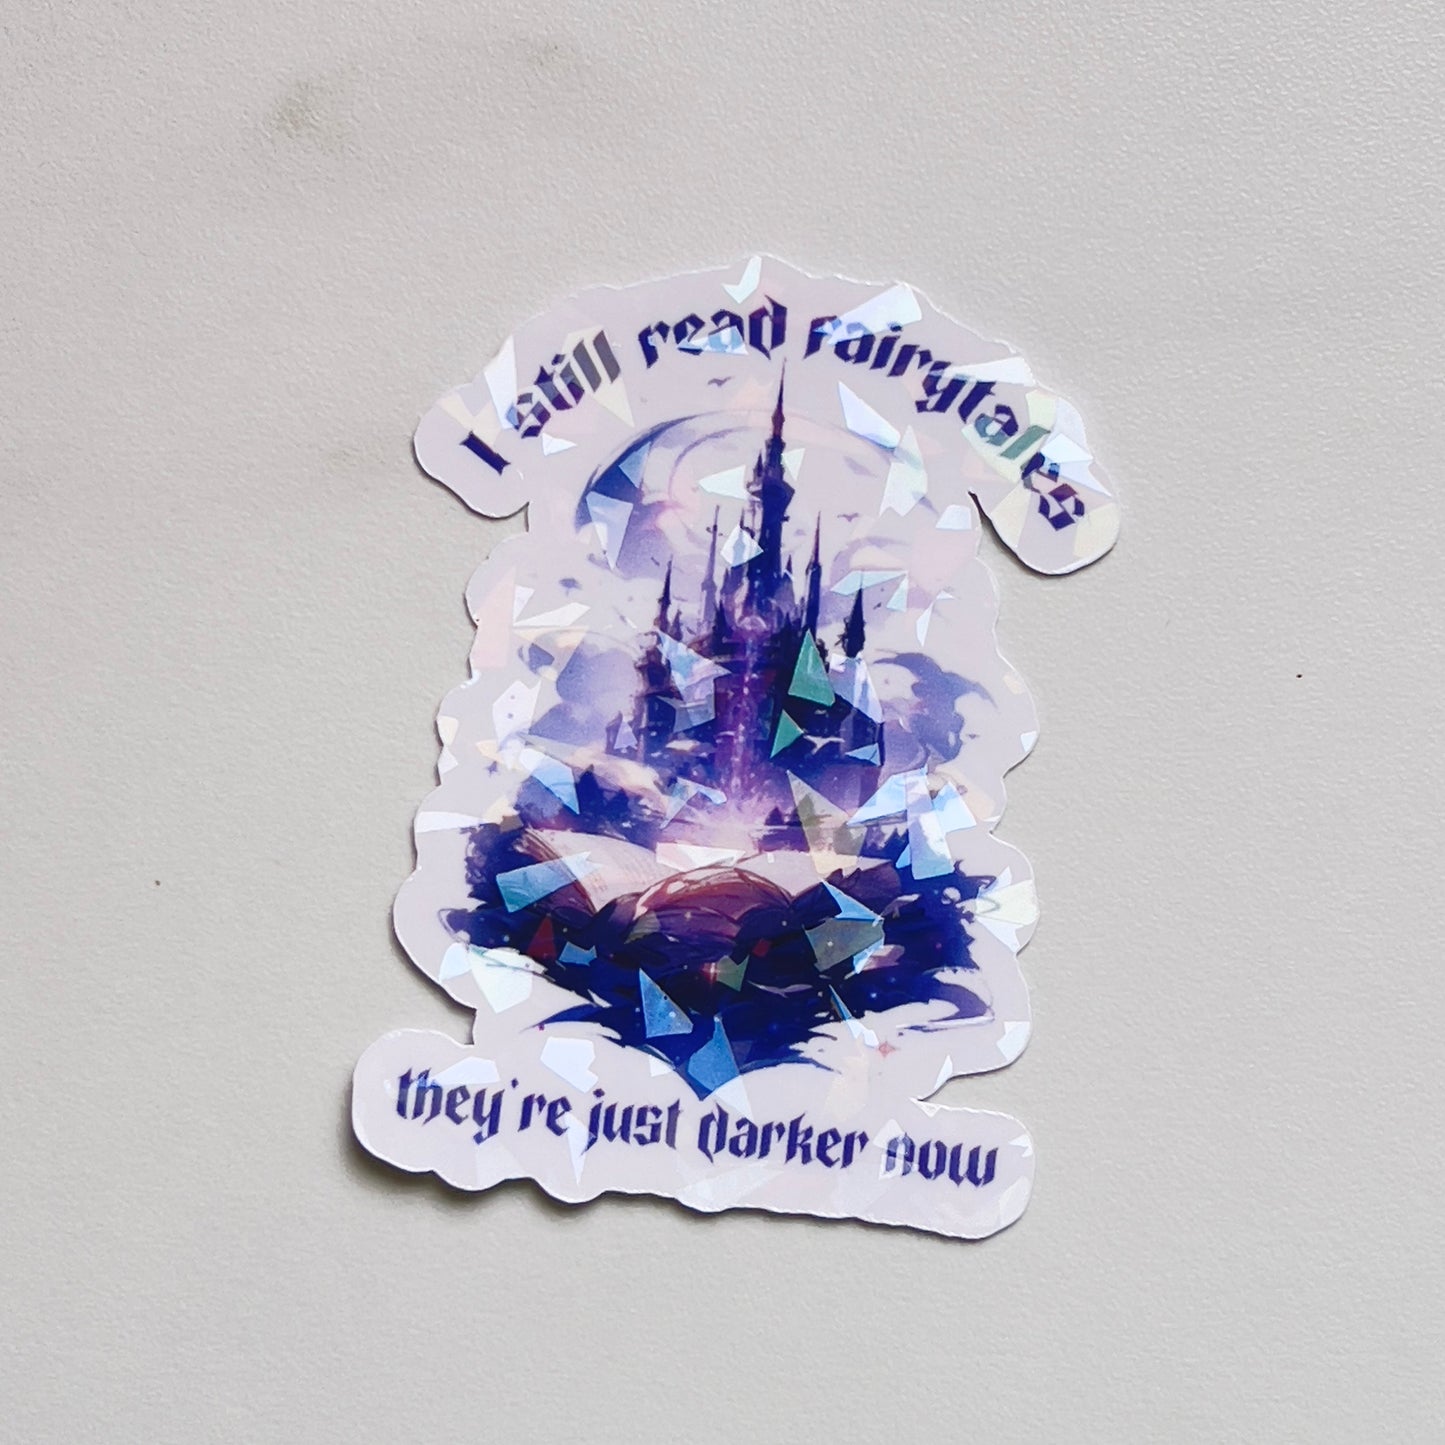 I still read fairytales
they're just darker now